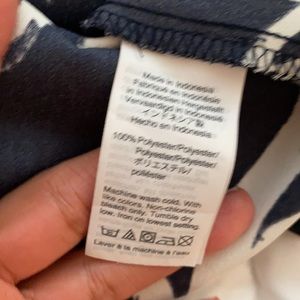 Made in Indonesia
Fabriqué en Indonésie
In Indonesien Hergestellt
Vervaardigd in Indonesië
インドネシア製
Hecho en Indonesia
100% Polyester/Polyester/
Polyester/Polyester/
ポリエステル/
poliéster
Machine wash cold. With
like colors. Non-chlorine
bleach only. Tumble dry
low. Iron on lowest setting.
Laver à la machine à l'eau